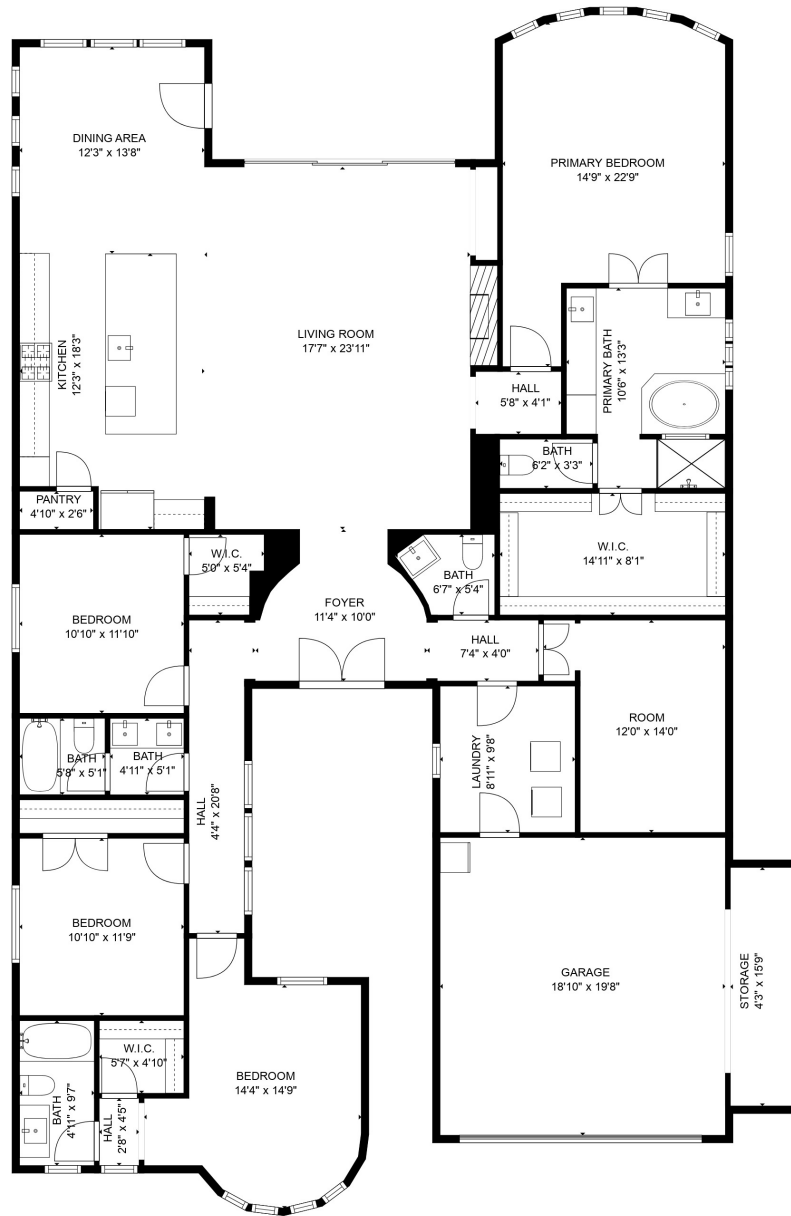 DINING AREA
12'3" x 13'8"
PRIMARY BEDROOM
14'9" x 22'9"
KITCHEN
12'3" x 18'3"
LIVING ROOM
17'7" x 23'11"
PRIMARY BATH
10'6" x 13'3"
HALL
5'8" x 4'1"
BATH
6'2" x 3'3"
PANTRY
4'10" x 2'6"
W.I.C.
5'0" x 5'4"
W.I.C.
14'11" x 8'1"
BATH
6'7" x 5'4"
BEDROOM
10'10" x 11'10"
FOYER
11'4" x 10'0"
HALL
7'4" x 4'0"
ROOM
12'0" x 14'0"
BATH
5'8" x 5'1"
BATH
4'11" x 5'1"
LAUNDRY
8'11" x 9'8"
HALL
4'4" x 20'8"
BEDROOM
10'10" x 11'9"
GARAGE
18'10" x 19'8"
STORAGE
4'3" x 15'9"
W.I.C.
5'7" x 4'10"
BEDROOM
14'4" x 14'9"
BATH
4'11" x 9'7"
HALL
2'8" x 4'5"